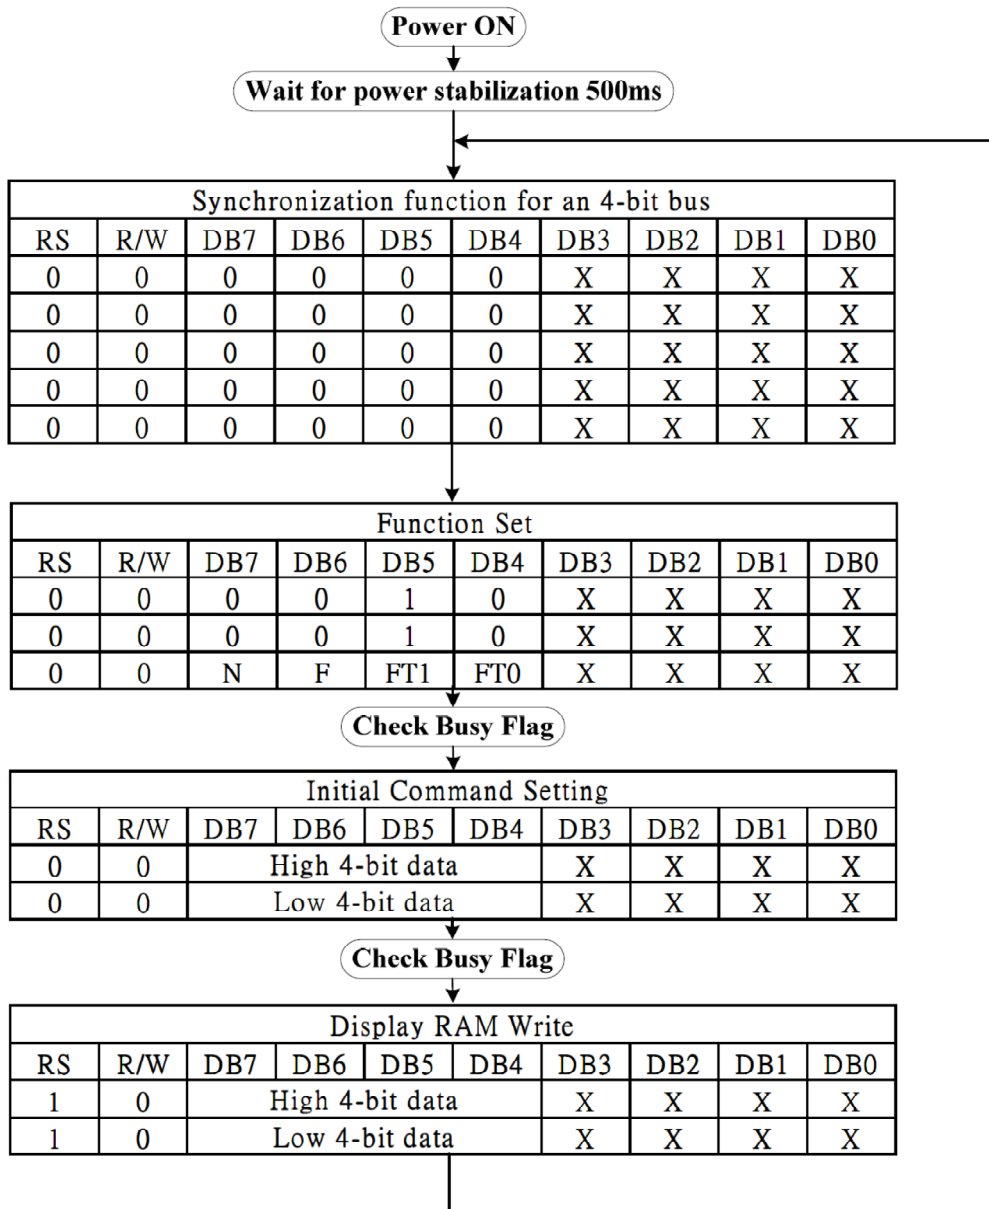 Power ON
Wait for power stabilization 500ms
Synchronization function for an 4-bit bus
RS R/W DB7 DB6 DB5 DB4 DB3 DB2 DB1 DB0
0 0 0 0 0 0 X X X X
0 0 0 0 0 0 X X X X
0 0 0 0 0 0 X X X X
0 0 0 0 0 0 X X X X
0 0 0 0 0 0 X X X X
Function Set
RS R/W DB7 DB6 DB5 DB4 DB3 DB2 DB1 DB0
0 0 0 0 1 0 X X X X
0 0 0 0 1 0 X X X X
0 0 N F FT1 FT0 X X X X
Check Busy Flag
Initial Command Setting
RS R/W DB7 DB6 DB5 DB4 DB3 DB2 DB1 DB0
0 0 High 4-bit data X X X X
0 0 Low 4-bit data X X X X
Check Busy Flag
Display RAM Write
RS R/W DB7 DB6 DB5 DB4 DB3 DB2 DB1 DB0
1 0 High 4-bit data X X X X
1 0 Low 4-bit data X X X X